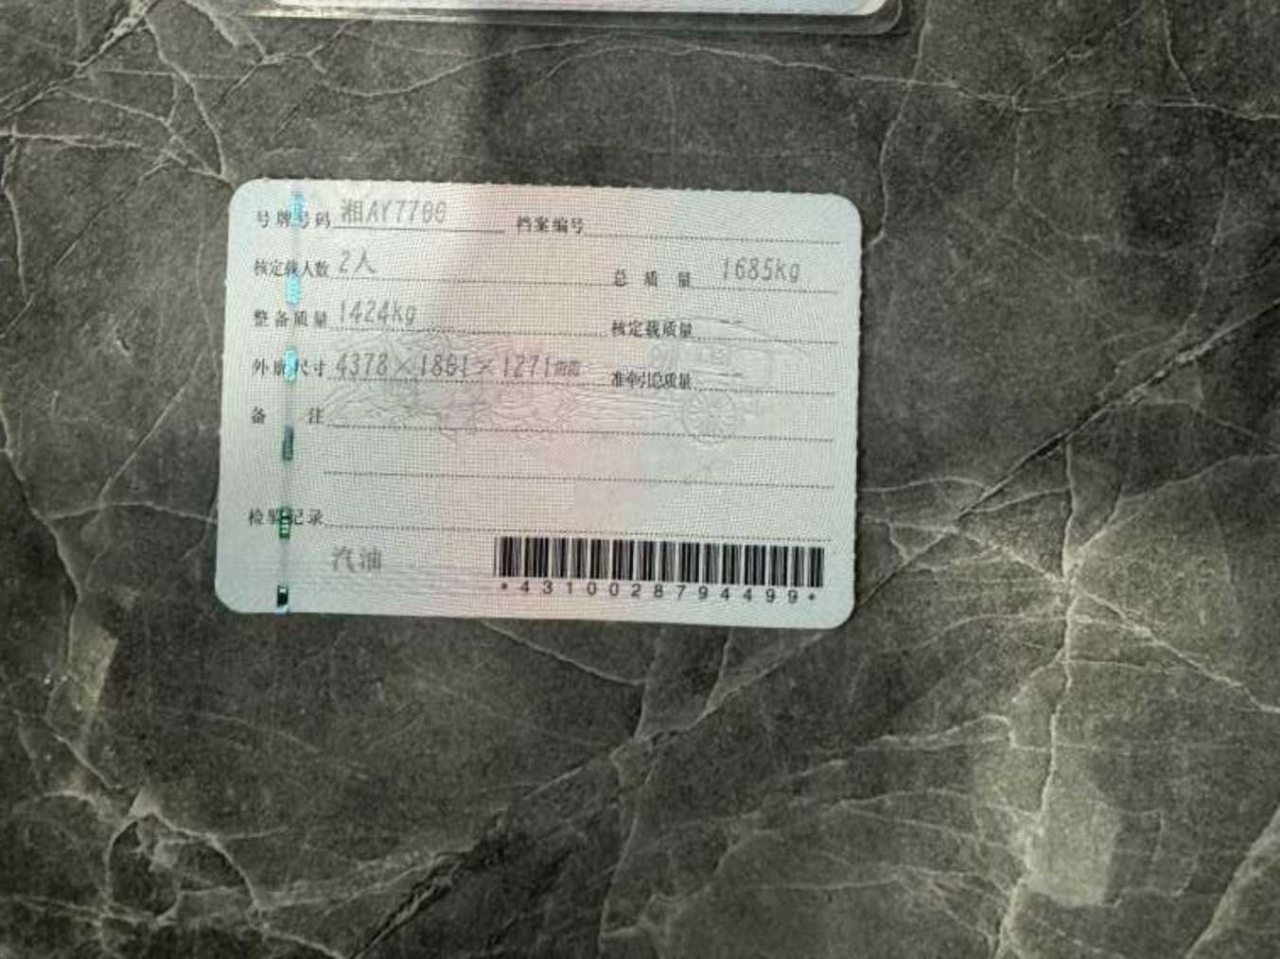 号牌号码 湘AY7700 档案编号
核定载人数 2人 总质量 1685kg
整备质量 1424kg 核定载质量 --
外廓尺寸 4378×1801×1271mm 准牵引总质量 --
备注
检验记录
汽油
*4310028794499*